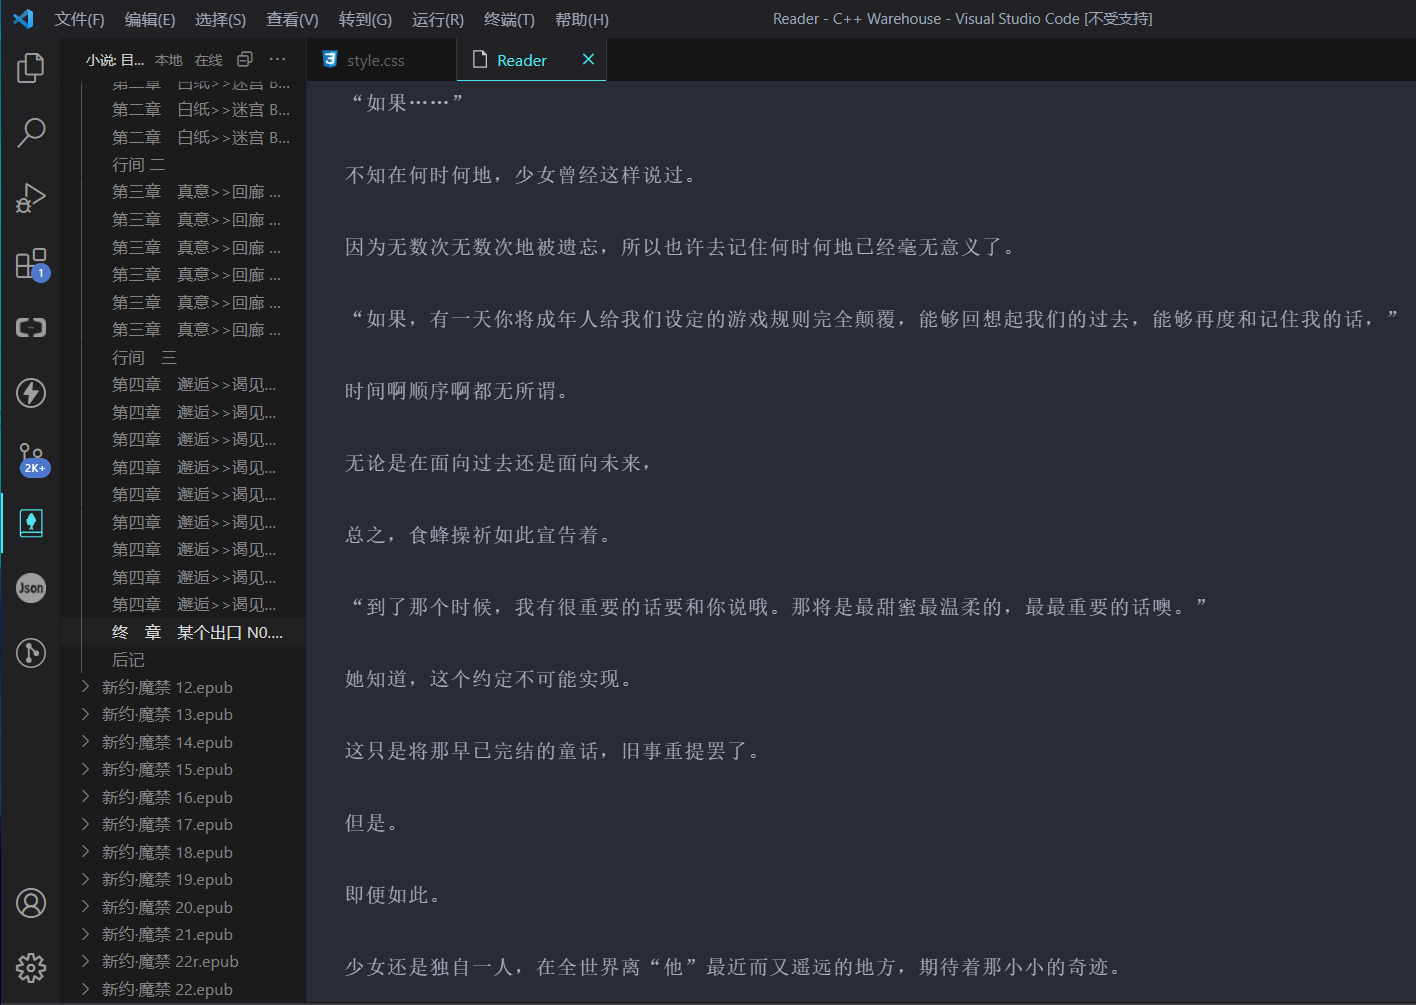 文件(F) 编辑(E) 选择(S) 查看(V) 转到(G) 运行(R) 终端(T) 帮助(H) Reader - C++ Warehouse - Visual Studio Code [不受支持]
小说: 目... 本地 在线 ···
style.css
Reader
第二章 白纸>>迷宫 B...
第二章 白纸>>迷宫 B...
第二章 白纸>>迷宫 B...
行间 二
第三章 真意>>回廊 ...
第三章 真意>>回廊 ...
第三章 真意>>回廊 ...
第三章 真意>>回廊 ...
第三章 真意>>回廊 ...
第三章 真意>>回廊 ...
行间 三
第四章 邂逅>>谒见...
第四章 邂逅>>谒见...
第四章 邂逅>>谒见...
第四章 邂逅>>谒见...
第四章 邂逅>>谒见...
第四章 邂逅>>谒见...
第四章 邂逅>>谒见...
第四章 邂逅>>谒见...
第四章 邂逅>>谒见...
终 章 某个出口 N0....
后记
新约·魔禁 12.epub
新约·魔禁 13.epub
新约·魔禁 14.epub
新约·魔禁 15.epub
新约·魔禁 16.epub
新约·魔禁 17.epub
新约·魔禁 18.epub
新约·魔禁 19.epub
新约·魔禁 20.epub
新约·魔禁 21.epub
新约·魔禁 22r.epub
新约·魔禁 22.epub
1
2K+
Json
“如果……”
不知在何时何地，少女曾经这样说过。
因为无数次无数次地被遗忘，所以也许去记住何时何地已经毫无意义了。
“如果，有一天你将成年人给我们设定的游戏规则完全颠覆，能够回想起我们的过去，能够再度和记住我的话，”
时间啊顺序啊都无所谓。
无论是在面向过去还是面向未来，
总之，食蜂操祈如此宣告着。
“到了那个时候，我有很重要的话要和你说哦。那将是最甜蜜最温柔的，最最重要的话噢。”
她知道，这个约定不可能实现。
这只是将那早已完结的童话，旧事重提罢了。
但是。
即便如此。
少女还是独自一人，在全世界离“他”最近而又遥远的地方，期待着那小小的奇迹。